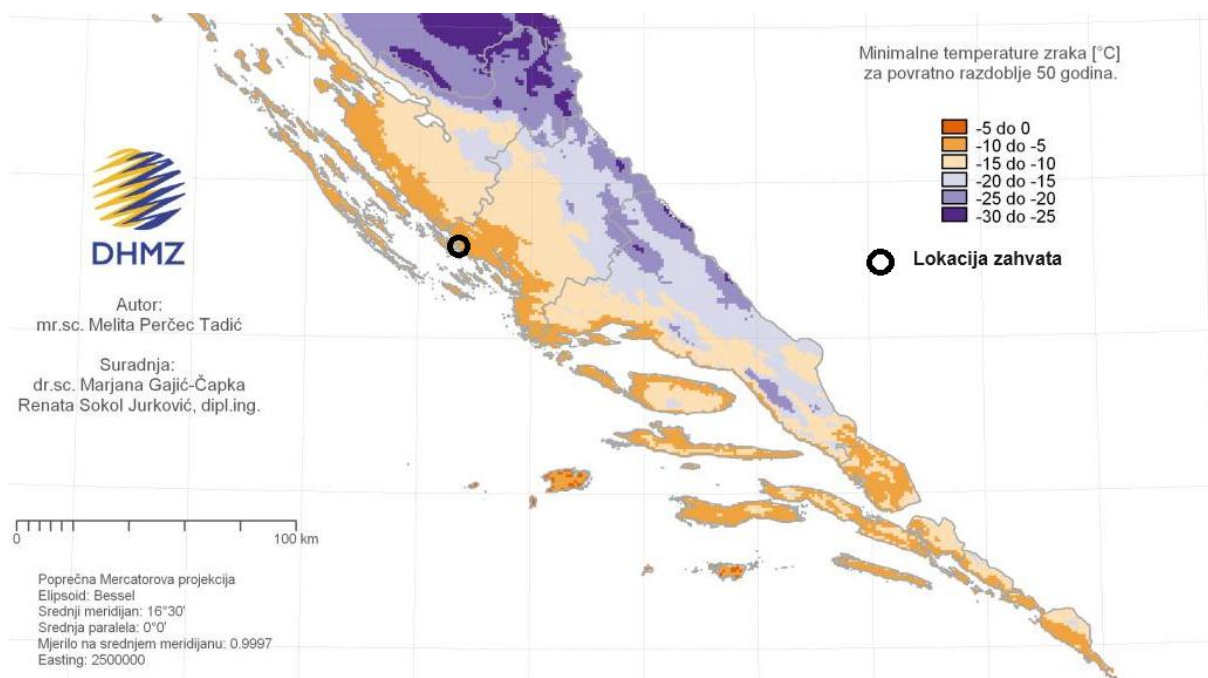 Minimalne temperature zraka [°C]
za povratno razdoblje 50 godina.
-5 do 0
-10 do -5
-15 do -10
-20 do -15
-25 do -20
-30 do -25
Lokacija zahvata
DHMZ
Autor:
mr.sc. Melita Perčec Tadić
Suradnja:
dr.sc. Marjana Gajić-Čapka
Renata Sokol Jurković, dipl.ing.
0 100 km
Poprečna Mercatorova projekcija
Elipsoid: Bessel
Srednji meridijan: 16°30'
Srednja paralela: 0°0'
Mjerilo na srednjem meridijanu: 0.9997
Easting: 2500000